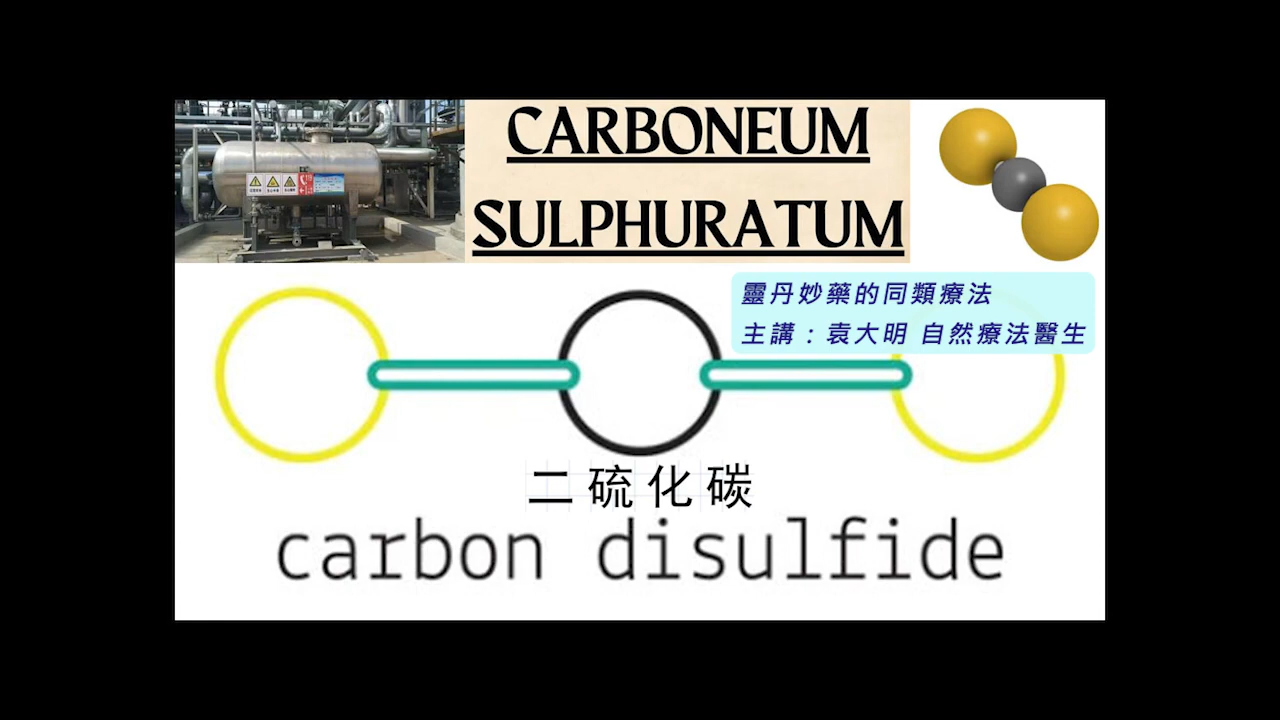 CARBONEUM
SULPHURATUM
靈丹妙藥的同類療法
主講：袁大明 自然療法醫生
二硫化碳
carbon disulfide